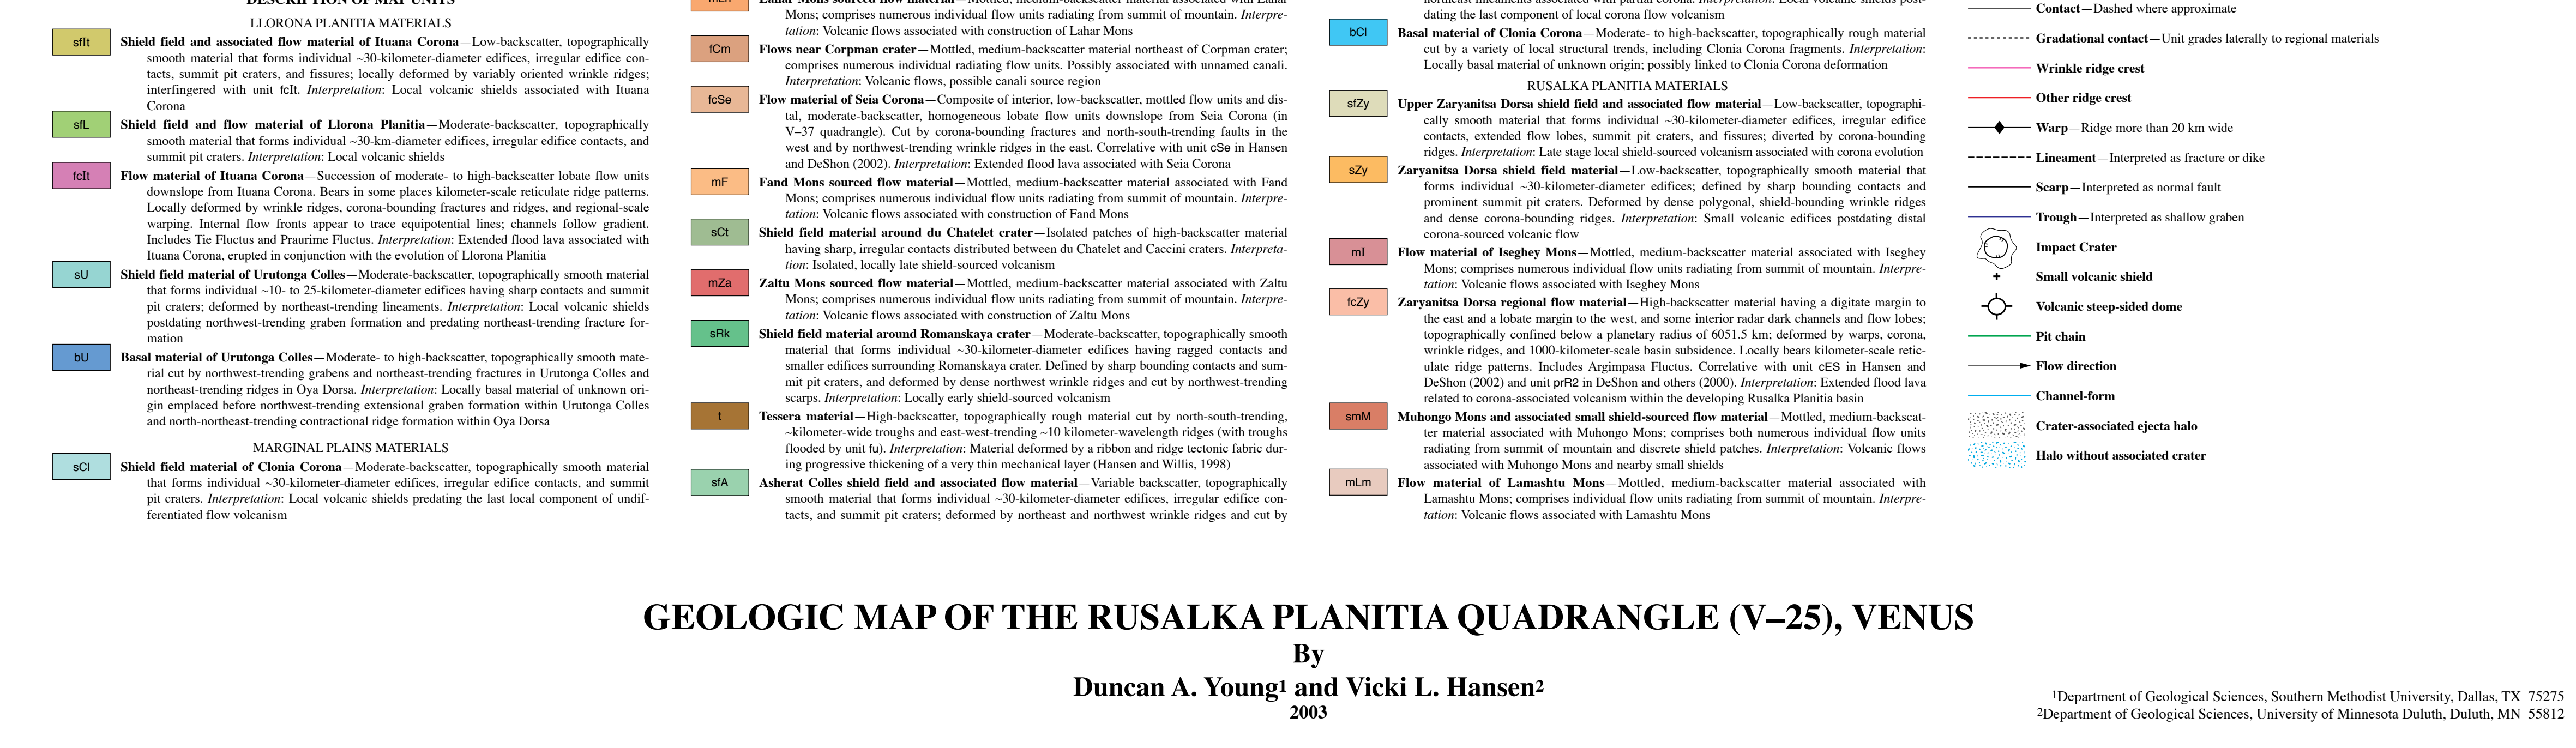 DESCRIPTION OF MAP UNITS
LLORONA PLANITIA MATERIALS
sfIt
Shield field and associated flow material of Ituana Corona—Low-backscatter, topographically
smooth material that forms individual ~30-kilometer-diameter edifices, irregular edifice con-
tacts, summit pit craters, and fissures; locally deformed by variably oriented wrinkle ridges;
interfingered with unit fcIt. Interpretation: Local volcanic shields associated with Ituana
Corona
sfL
Shield field and flow material of Llorona Planitia—Moderate-backscatter, topographically
smooth material that forms individual ~30-km-diameter edifices, irregular edifice contacts, and
summit pit craters. Interpretation: Local volcanic shields
fcIt
Flow material of Ituana Corona—Succession of moderate- to high-backscatter lobate flow units
downslope from Ituana Corona. Bears in some places kilometer-scale reticulate ridge patterns.
Locally deformed by wrinkle ridges, corona-bounding fractures and ridges, and regional-scale
warping. Internal flow fronts appear to trace equipotential lines; channels follow gradient.
Includes Tie Fluctus and Praurime Fluctus. Interpretation: Extended flood lava associated with
Ituana Corona, erupted in conjunction with the evolution of Llorona Planitia
sU
Shield field material of Urutonga Colles—Moderate-backscatter, topographically smooth material
that forms individual ~10- to 25-kilometer-diameter edifices having sharp contacts and summit
pit craters; deformed by northeast-trending lineaments. Interpretation: Local volcanic shields
postdating northwest-trending graben formation and predating northeast-trending fracture for-
mation
bU
Basal material of Urutonga Colles—Moderate- to high-backscatter, topographically smooth mate-
rial cut by northwest-trending grabens and northeast-trending fractures in Urutonga Colles and
northeast-trending ridges in Oya Dorsa. Interpretation: Locally basal material of unknown ori-
gin emplaced before northwest-trending extensional graben formation within Urutonga Colles
and north-northeast-trending contractional ridge formation within Oya Dorsa
MARGINAL PLAINS MATERIALS
sCl
Shield field material of Clonia Corona—Moderate-backscatter, topographically smooth material
that forms individual ~30-kilometer-diameter edifices, irregular edifice contacts, and summit
pit craters. Interpretation: Local volcanic shields predating the last local component of undif-
ferentiated flow volcanism
Lahar Mons sourced flow material—Mottled, medium-backscatter material associated with Lahar
Mons; comprises numerous individual flow units radiating from summit of mountain. Interpre-
tation: Volcanic flows associated with construction of Lahar Mons
fCm
Flows near Corpman crater—Mottled, medium-backscatter material northeast of Corpman crater;
comprises numerous individual radiating flow units. Possibly associated with unnamed canali.
Interpretation: Volcanic flows, possible canali source region
fcSe
Flow material of Seia Corona—Composite of interior, low-backscatter, mottled flow units and dis-
tal, moderate-backscatter, homogeneous lobate flow units downslope from Seia Corona (in
V–37 quadrangle). Cut by corona-bounding fractures and north-south-trending faults in the
west and by northwest-trending wrinkle ridges in the east. Correlative with unit cSe in Hansen
and DeShon (2002). Interpretation: Extended flood lava associated with Seia Corona
mF
Fand Mons sourced flow material—Mottled, medium-backscatter material associated with Fand
Mons; comprises numerous individual flow units radiating from summit of mountain. Interpre-
tation: Volcanic flows associated with construction of Fand Mons
sCt
Shield field material around du Chatelet crater—Isolated patches of high-backscatter material
having sharp, irregular contacts distributed between du Chatelet and Caccini craters. Interpreta-
tion: Isolated, locally late shield-sourced volcanism
mZa
Zaltu Mons sourced flow material—Mottled, medium-backscatter material associated with Zaltu
Mons; comprises numerous individual flow units radiating from summit of mountain. Interpre-
tation: Volcanic flows associated with construction of Zaltu Mons
sRk
Shield field material around Romanskaya crater—Moderate-backscatter, topographically smooth
material that forms individual ~30-kilometer-diameter edifices having ragged contacts and
smaller edifices surrounding Romanskaya crater. Defined by sharp bounding contacts and sum-
mit pit craters, and deformed by dense northwest wrinkle ridges and cut by northwest-trending
scarps. Interpretation: Locally early shield-sourced volcanism
t
Tessera material—High-backscatter, topographically rough material cut by north-south-trending,
~kilometer-wide troughs and east-west-trending ~10 kilometer-wavelength ridges (with troughs
flooded by unit fu). Interpretation: Material deformed by a ribbon and ridge tectonic fabric dur-
ing progressive thickening of a very thin mechanical layer (Hansen and Willis, 1998)
sfA
Asherat Colles shield field and associated flow material—Variable backscatter, topographically
smooth material that forms individual ~30-kilometer-diameter edifices, irregular edifice con-
tacts, and summit pit craters; deformed by northeast and northwest wrinkle ridges and cut by
northeast lineaments associated with partial corona. Interpretation: Local volcanic shields post-
dating the last component of local corona flow volcanism
bCl
Basal material of Clonia Corona—Moderate- to high-backscatter, topographically rough material
cut by a variety of local structural trends, including Clonia Corona fragments. Interpretation:
Locally basal material of unknown origin; possibly linked to Clonia Corona deformation
RUSALKA PLANITIA MATERIALS
sfZy
Upper Zaryanitsa Dorsa shield field and associated flow material—Low-backscatter, topographi-
cally smooth material that forms individual ~30-kilometer-diameter edifices, irregular edifice
contacts, extended flow lobes, summit pit craters, and fissures; diverted by corona-bounding
ridges. Interpretation: Late stage local shield-sourced volcanism associated with corona evolution
sZy
Zaryanitsa Dorsa shield field material—Low-backscatter, topographically smooth material that
forms individual ~30-kilometer-diameter edifices; defined by sharp bounding contacts and
prominent summit pit craters. Deformed by dense polygonal, shield-bounding wrinkle ridges
and dense corona-bounding ridges. Interpretation: Small volcanic edifices postdating distal
corona-sourced volcanic flow
mI
Flow material of Iseghey Mons—Mottled, medium-backscatter material associated with Iseghey
Mons; comprises numerous individual flow units radiating from summit of mountain. Interpre-
tation: Volcanic flows associated with Iseghey Mons
fcZy
Zaryanitsa Dorsa regional flow material—High-backscatter material having a digitate margin to
the east and a lobate margin to the west, and some interior radar dark channels and flow lobes;
topographically confined below a planetary radius of 6051.5 km; deformed by warps, corona,
wrinkle ridges, and 1000-kilometer-scale basin subsidence. Locally bears kilometer-scale retic-
ulate ridge patterns. Includes Argimpasa Fluctus. Correlative with unit cES in Hansen and
DeShon (2002) and unit prR2 in DeShon and others (2000). Interpretation: Extended flood lava
related to corona-associated volcanism within the developing Rusalka Planitia basin
smM
Muhongo Mons and associated small shield-sourced flow material—Mottled, medium-backscat-
ter material associated with Muhongo Mons; comprises both numerous individual flow units
radiating from summit of mountain and discrete shield patches. Interpretation: Volcanic flows
associated with Muhongo Mons and nearby small shields
mLm
Flow material of Lamashtu Mons—Mottled, medium-backscatter material associated with
Lamashtu Mons; comprises individual flow units radiating from summit of mountain. Interpre-
tation: Volcanic flows associated with Lamashtu Mons
Contact—Dashed where approximate
Gradational contact—Unit grades laterally to regional materials
Wrinkle ridge crest
Other ridge crest
Warp—Ridge more than 20 km wide
Lineament—Interpreted as fracture or dike
Scarp—Interpreted as normal fault
Trough—Interpreted as shallow graben
Impact Crater
Small volcanic shield
Volcanic steep-sided dome
Pit chain
Flow direction
Channel-form
Crater-associated ejecta halo
Halo without associated crater
GEOLOGIC MAP OF THE RUSALKA PLANITIA QUADRANGLE (V–25), VENUS
By
Duncan A. Young1 and Vicki L. Hansen2
2003
1Department of Geological Sciences, Southern Methodist University, Dallas, TX 75275
2Department of Geological Sciences, University of Minnesota Duluth, Duluth, MN 55812